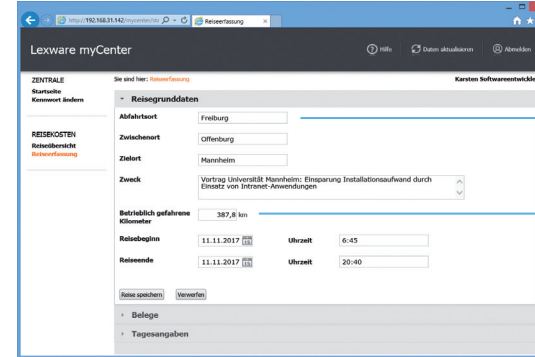 http://192.168.31.142/mycenter/ Reiseerfassung
Lexware myCenter Hilfe Daten aktualisieren Abmelden
ZENTRALE Sie sind hier: Reiseerfassung Karsten Softwareentwickle
Startseite
Kennwort ändern
Reisegrunddaten
Abfahrtsort Freiburg
Zwischenort Offenburg
REISEKOSTEN
Reiseübersicht
Reiseerfassung
Zielort Mannheim
Zweck Vortrag Universität Mannheim: Einsparung Installationsaufwand durch
Einsatz von Intranet-Anwendungen
Betrieblich gefahrene
Kilometer 387,8 km
Reisebeginn 11.11.2017 Uhrzeit 6:45
Reiseende 11.11.2017 Uhrzeit 20:40
Reise speichern Verwerfen
Belege
Tagesangaben